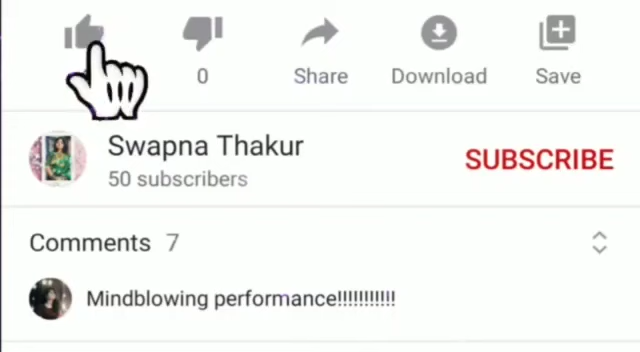 0 Share Download Save
Swapna Thakur
50 subscribers
SUBSCRIBE
Comments 7
Mindblowing performance!!!!!!!!!!!